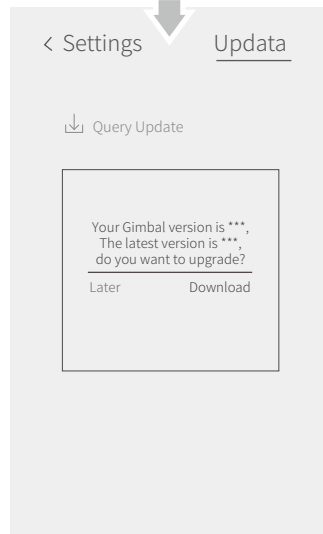 < Settings Updata
Query Update
Your Gimbal version is ***,
The latest version is ***,
do you want to upgrade?
Later Download